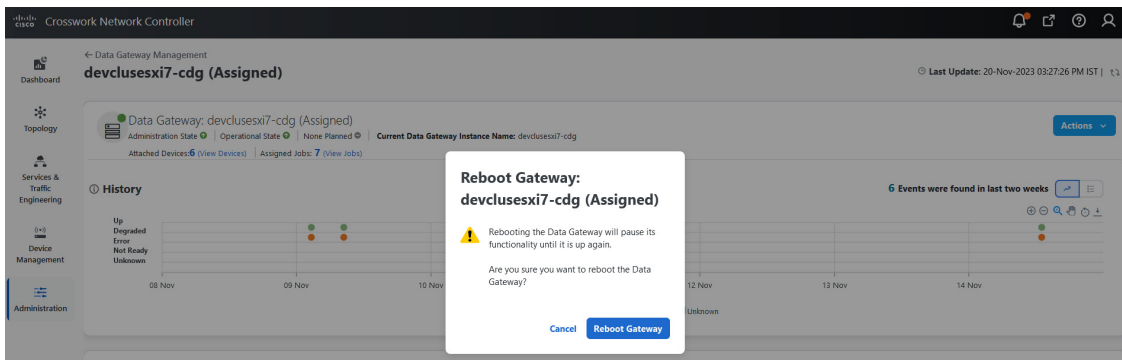 cisco Crosswork Network Controller
← Data Gateway Management
devclusesxi7-cdg (Assigned)
Last Update: 20-Nov-2023 03:27:26 PM IST |
Dashboard
Topology
Services &
Traffic
Engineering
Device
Management
Administration
Data Gateway: devclusesxi7-cdg (Assigned)
Administration State | Operational State | None Planned | Current Data Gateway Instance Name: devclusesxi7-cdg
Attached Devices:6 (View Devices) | Assigned Jobs: 7 (View Jobs)
Actions
History
6 Events were found in last two weeks
Up
Degraded
Error
Not Ready
Unknown
08 Nov 09 Nov 10 Nov 12 Nov 13 Nov 14 Nov
Unknown
Reboot Gateway:
devclusesxi7-cdg (Assigned)
Rebooting the Data Gateway will pause its
functionality until it is up again.
Are you sure you want to reboot the Data
Gateway?
Cancel Reboot Gateway